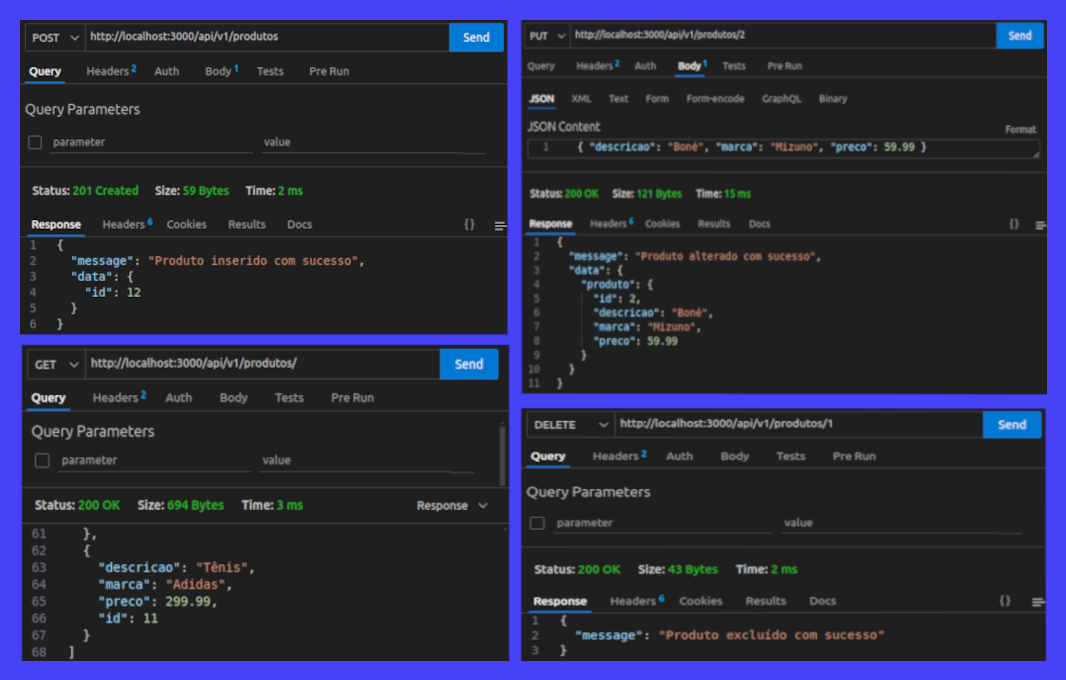 POST http://localhost:3000/api/v1/produtos Send
Query Headers 2 Auth Body 1 Tests Pre Run
Query Parameters
parameter value
Status: 201 Created Size: 59 Bytes Time: 2 ms
Response Headers 6 Cookies Results Docs {}
1 {
2 "message": "Produto inserido com sucesso",
3 "data": {
4 "id": 12
5 }
6 }
GET http://localhost:3000/api/v1/produtos/ Send
Query Headers 2 Auth Body Tests Pre Run
Query Parameters
parameter value
Status: 200 OK Size: 694 Bytes Time: 3 ms Response
61 },
62 {
63 "descricao": "Tênis",
64 "marca": "Adidas",
65 "preco": 299.99,
66 "id": 11
67 }
68 ]
PUT http://localhost:3000/api/v1/produtos/2 Send
Query Headers 2 Auth Body 1 Tests Pre Run
JSON XML Text Form Form-encode GraphQL Binary
JSON Content Format
1 { "descricao": "Boné", "marca": "Mizuno", "preco": 59.99 }
Status: 200 OK Size: 121 Bytes Time: 15 ms
Response Headers 6 Cookies Results Docs {}
1 {
2 "message": "Produto alterado com sucesso",
3 "data": {
4 "produto": {
5 "id": 2,
6 "descricao": "Boné",
7 "marca": "Mizuno",
8 "preco": 59.99
9 }
10 }
11 }
DELETE http://localhost:3000/api/v1/produtos/1 Send
Query Headers 2 Auth Body Tests Pre Run
Query Parameters
parameter value
Status: 200 OK Size: 43 Bytes Time: 2 ms
Response Headers 6 Cookies Results Docs {}
1 {
2 "message": "Produto excluído com sucesso"
3 }